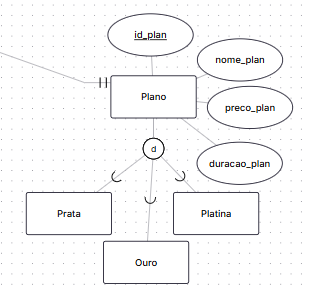 id_plan
nome_plan
Plano
preco_plan
d
duracao_plan
Prata
Platina
Ouro